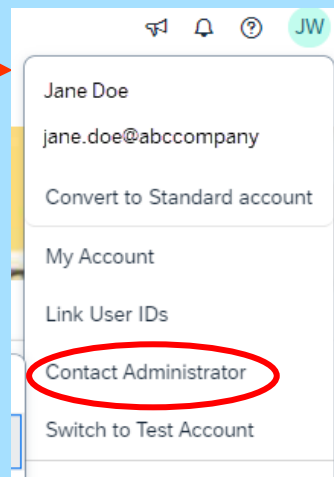 JW
Jane Doe
jane.doe@abccompany
Convert to Standard account
My Account
Link User IDs
Contact Administrator
Switch to Test Account